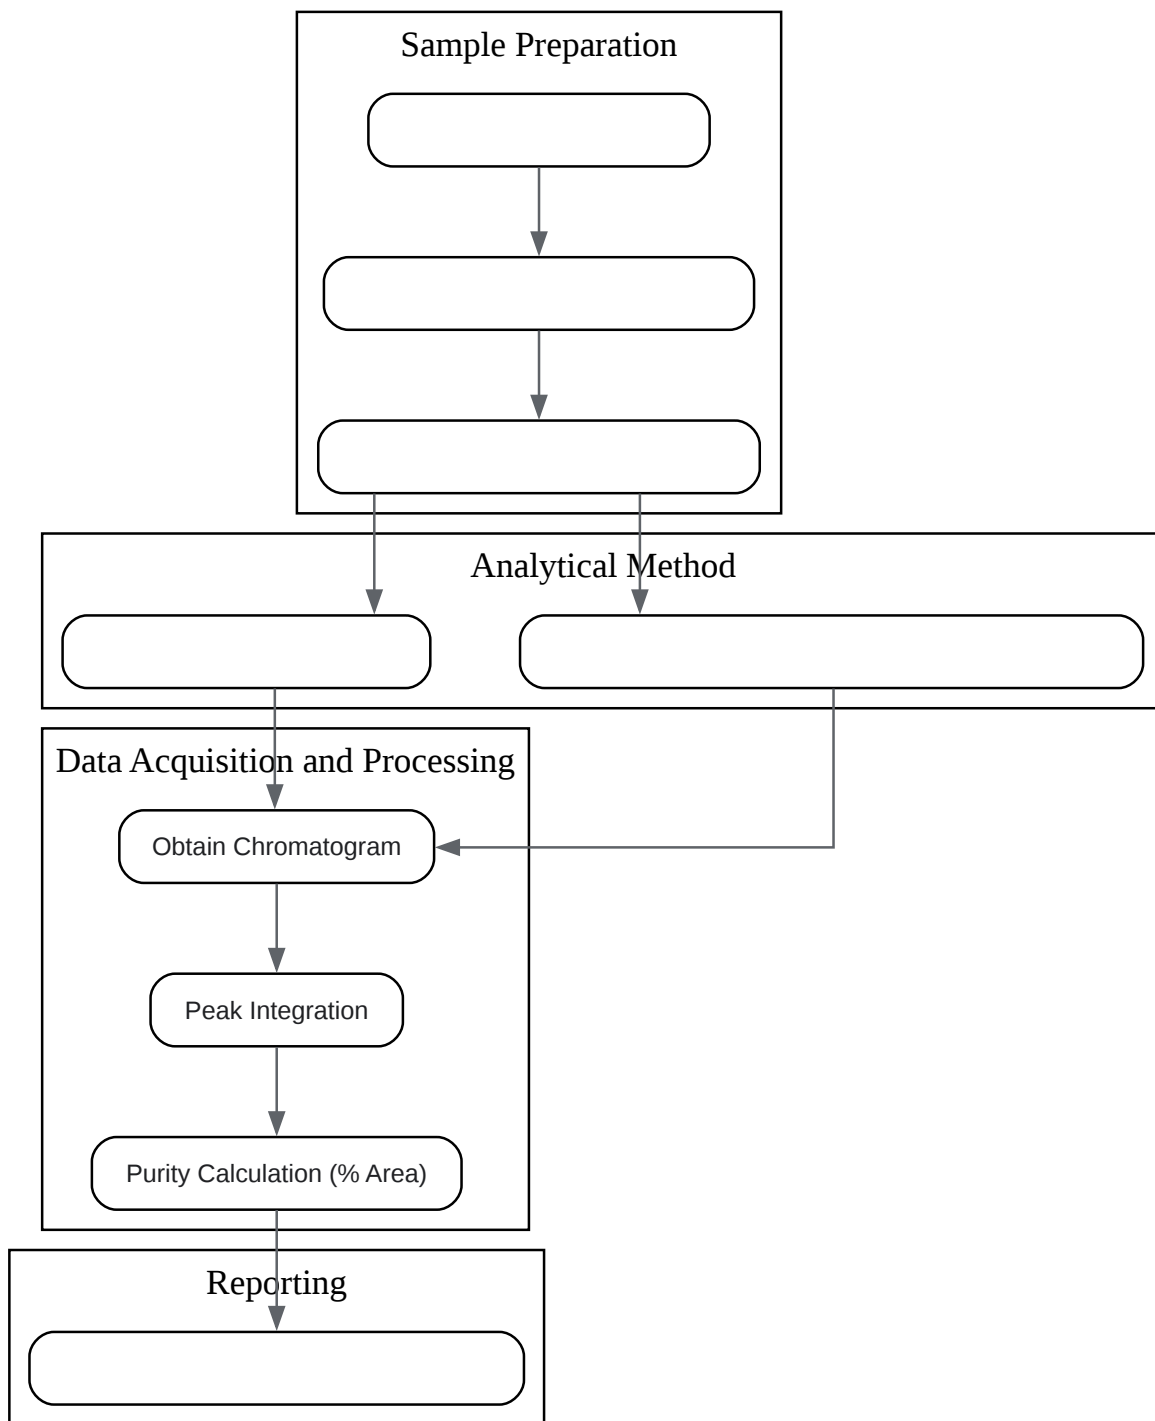 Sample Preparation
Analytical Method
Data Acquisition and Processing
Obtain Chromatogram
Peak Integration
Purity Calculation (% Area)
Reporting